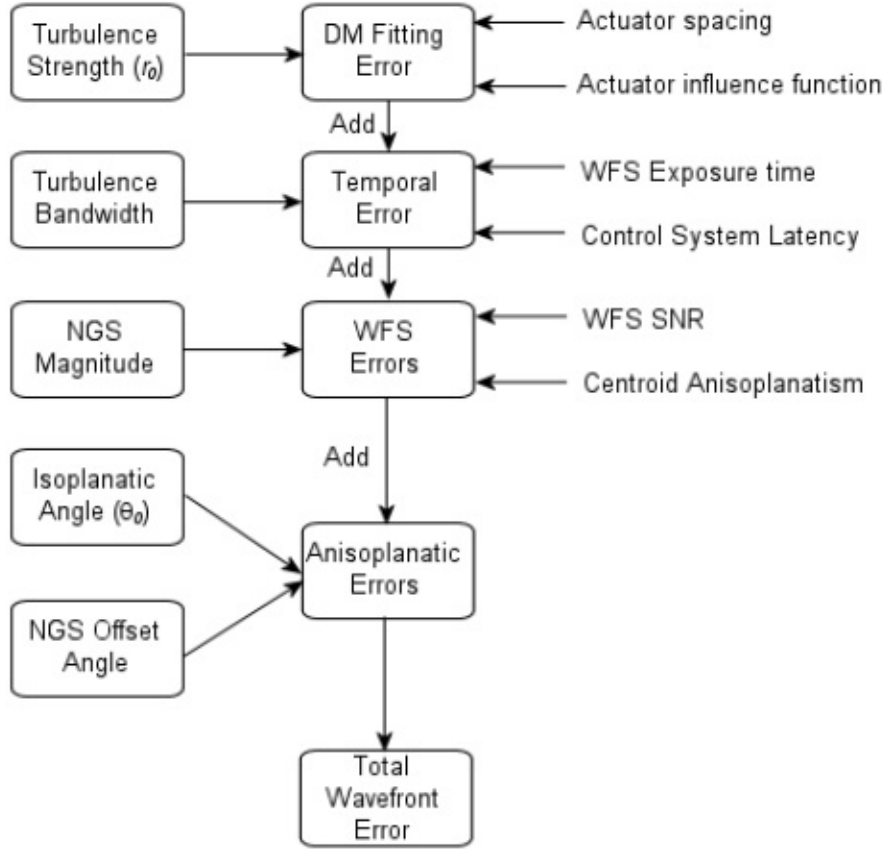 Turbulence
Strength (r₀)
DM Fitting
Error
Actuator spacing
Actuator influence function
Add
Turbulence
Bandwidth
Temporal
Error
WFS Exposure time
Control System Latency
Add
NGS
Magnitude
WFS
Errors
WFS SNR
Centroid Anisoplanatism
Add
Isoplanatic
Angle (θ₀)
Anisoplanatic
Errors
NGS Offset
Angle
Total
Wavefront
Error